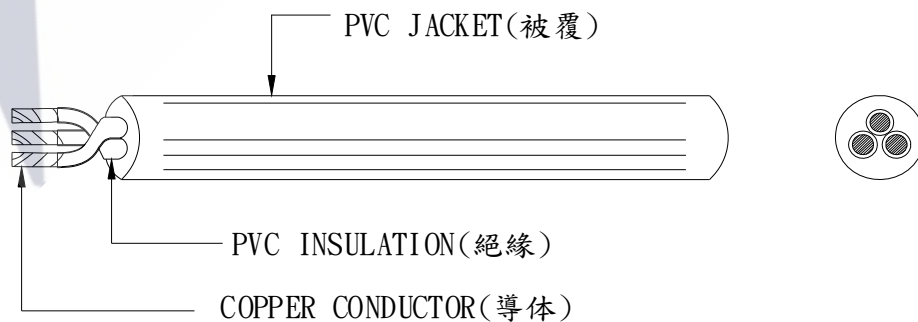 PVC JACKET(被覆)
PVC INSULATION(絕緣)
COPPER CONDUCTOR(導体)